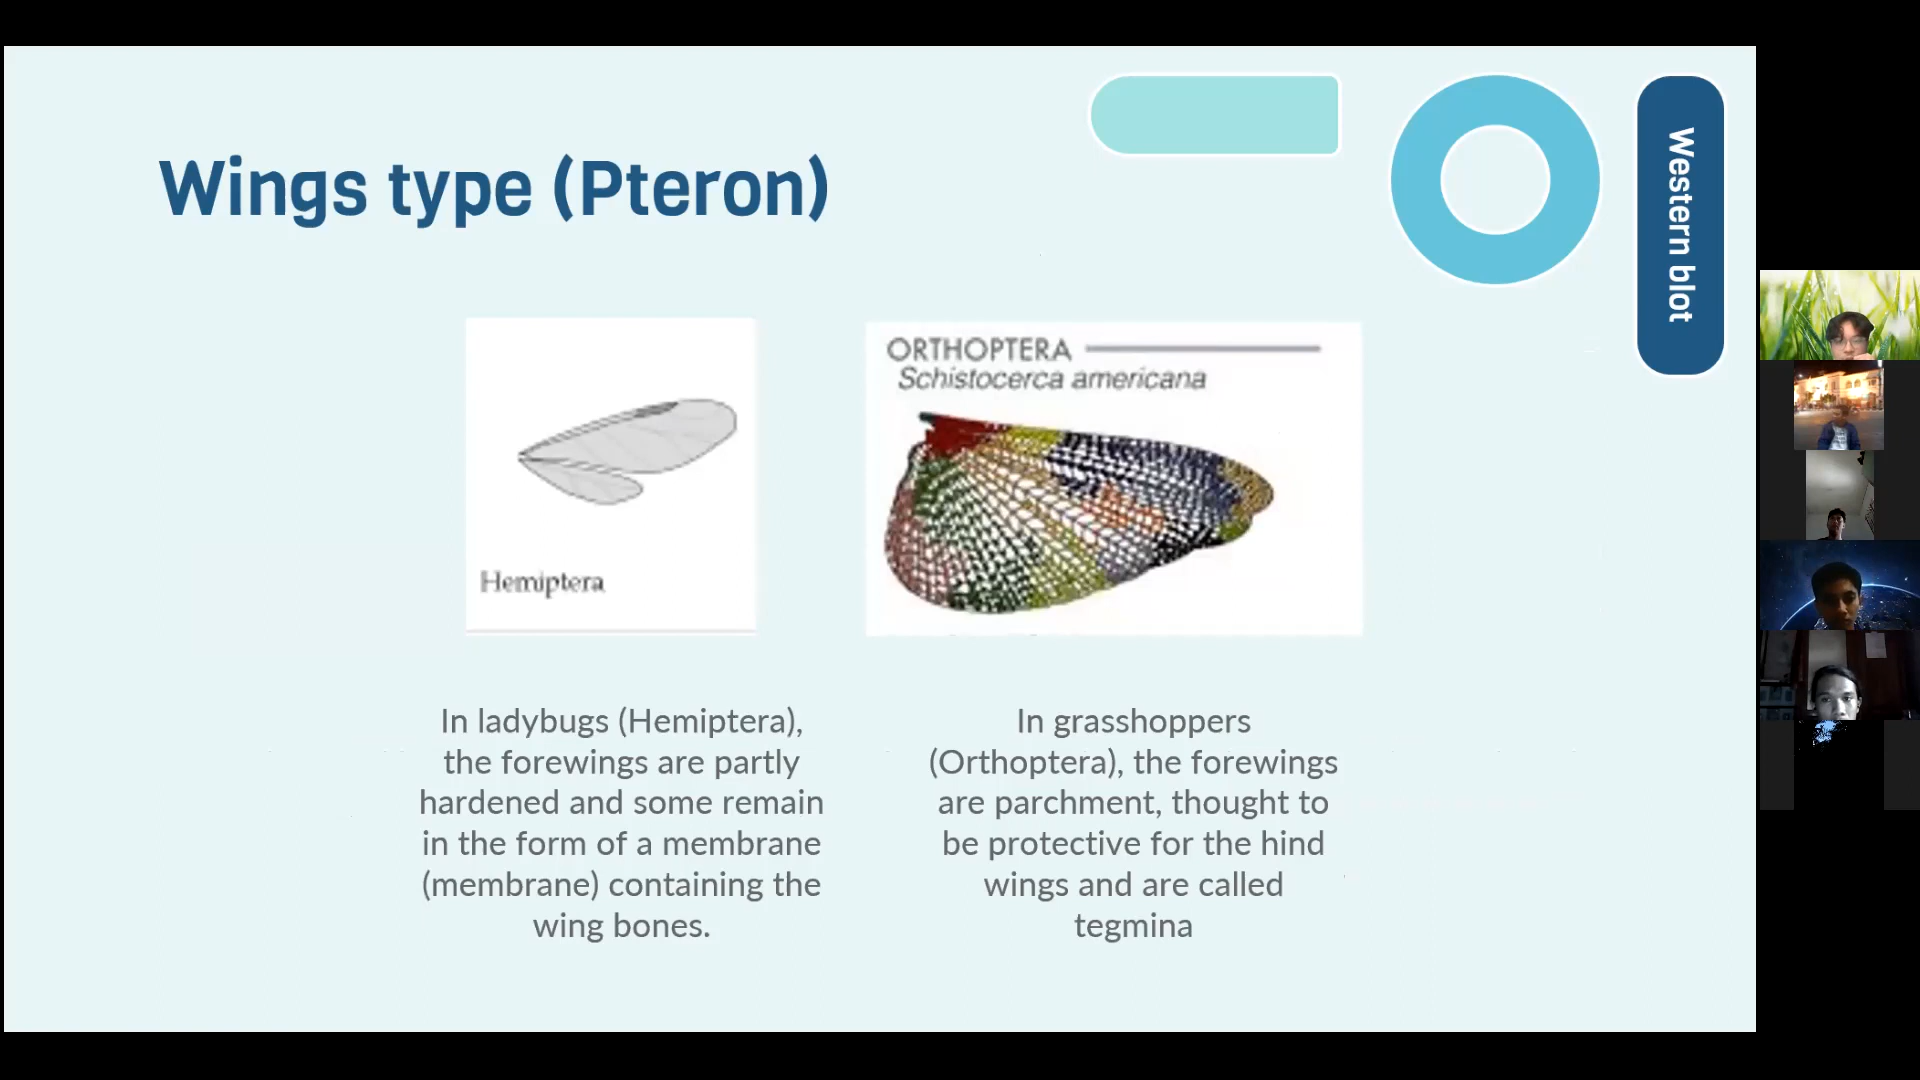 Wings type (Pteron)
Western blot
Hemiptera
ORTHOPTERA
Schistocerca americana
In ladybugs (Hemiptera),
the forewings are partly
hardened and some remain
in the form of a membrane
(membrane) containing the
wing bones.
In grasshoppers
(Orthoptera), the forewings
are parchment, thought to
be protective for the hind
wings and are called
tegmina